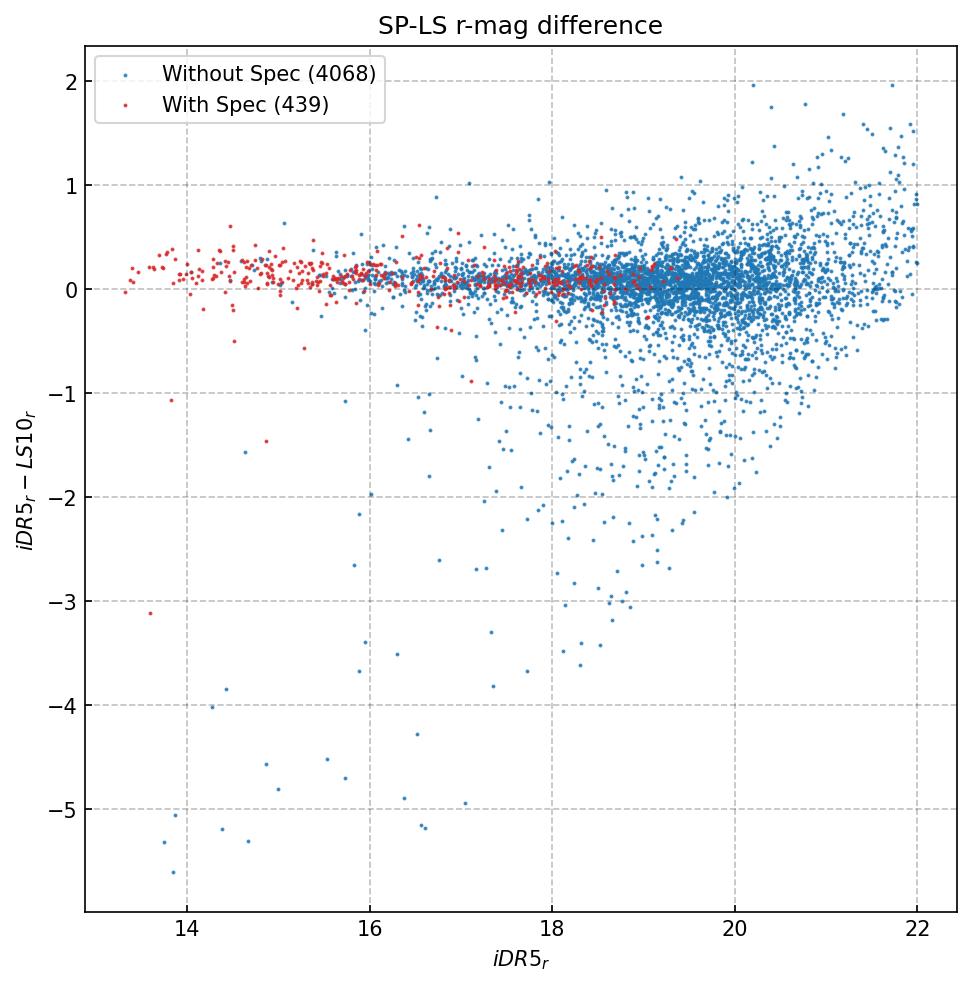 SP-LS r-mag difference
Without Spec (4068)
With Spec (439)
2
1
0
−1
−2
−3
−4
−5
iDR5r − LS10r
14 16 18 20 22
iDR5r